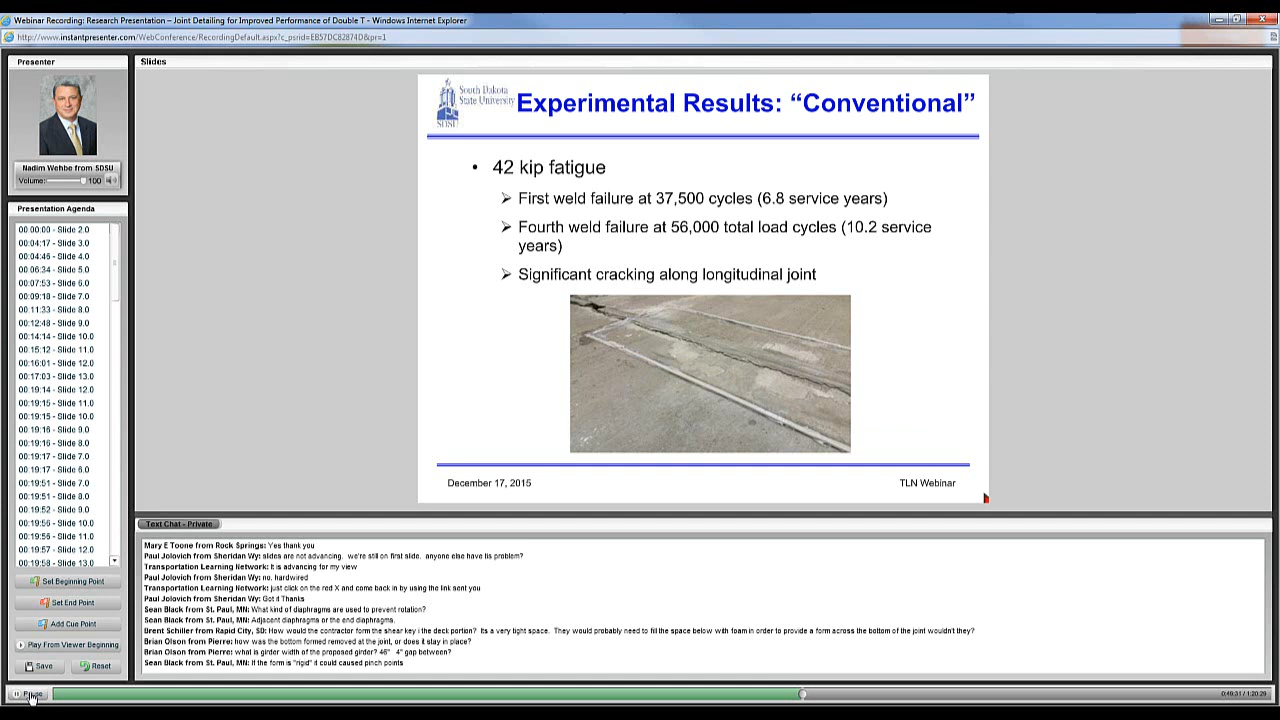 Webinar Recording: Research Presentation – Joint Detailing for Improved Performance of Double T - Windows Internet Explorer
http://www.instantpresenter.com/WebConference/RecordingDefault.aspx?c_psrid=EB57DC82874D&pr=1
Presenter
Nadim Wehbe from SDSU
Volume: 100
Presentation Agenda
00:00:00 - Slide 2.0
00:04:17 - Slide 3.0
00:04:46 - Slide 4.0
00:06:34 - Slide 5.0
00:07:53 - Slide 6.0
00:09:18 - Slide 7.0
00:11:33 - Slide 8.0
00:12:48 - Slide 9.0
00:14:14 - Slide 10.0
00:15:12 - Slide 11.0
00:16:01 - Slide 12.0
00:17:03 - Slide 13.0
00:19:14 - Slide 12.0
00:19:15 - Slide 11.0
00:19:15 - Slide 10.0
00:19:16 - Slide 9.0
00:19:16 - Slide 8.0
00:19:17 - Slide 7.0
00:19:17 - Slide 6.0
00:19:51 - Slide 7.0
00:19:51 - Slide 8.0
00:19:52 - Slide 9.0
00:19:56 - Slide 10.0
00:19:56 - Slide 11.0
00:19:57 - Slide 12.0
00:19:58 - Slide 13.0
Set Beginning Point
Set End Point
Add Cue Point
Play From Viewer Beginning
Save Reset
Slides
South Dakota
State University
SDSU
Experimental Results: “Conventional”
• 42 kip fatigue
➢ First weld failure at 37,500 cycles (6.8 service years)
➢ Fourth weld failure at 56,000 total load cycles (10.2 service
years)
➢ Significant cracking along longitudinal joint
December 17, 2015 TLN Webinar
Text Chat - Private
Mary E Toone from Rock Springs: Yes thank you
Paul Jolovich from Sheridan Wy: slides are not advancing. we're still on first slide. anyone else have tis problem?
Transportation Learning Network: It is advancing for my view
Paul Jolovich from Sheridan Wy: no. hardwired
Transportation Learning Network: just click on the red X and come back in by using the link sent you
Paul Jolovich from Sheridan Wy: Got it Thanks
Sean Black from St. Paul, MN: What kind of diaphragms are used to prevent rotation?
Sean Black from St. Paul, MN: Adjacent diaphragms or the end diaphragms.
Brent Schiller from Rapid City, SD: How would the contractor form the shear key i the deck portion? Its a very tight space. They would probably need to fill the space below with foam in order to provide a form across the bottom of the joint wouldn't they?
Brian Olson from Pierre: how was the bottom formed removed at the joint, or does it stay in place?
Brian Olson from Pierre: what is girder width of the proposed girder? 46" 4" gap between?
Sean Black from St. Paul, MN: If the form is "rigid" it could caused pinch points
Pause
0:49:31 / 1:20:29